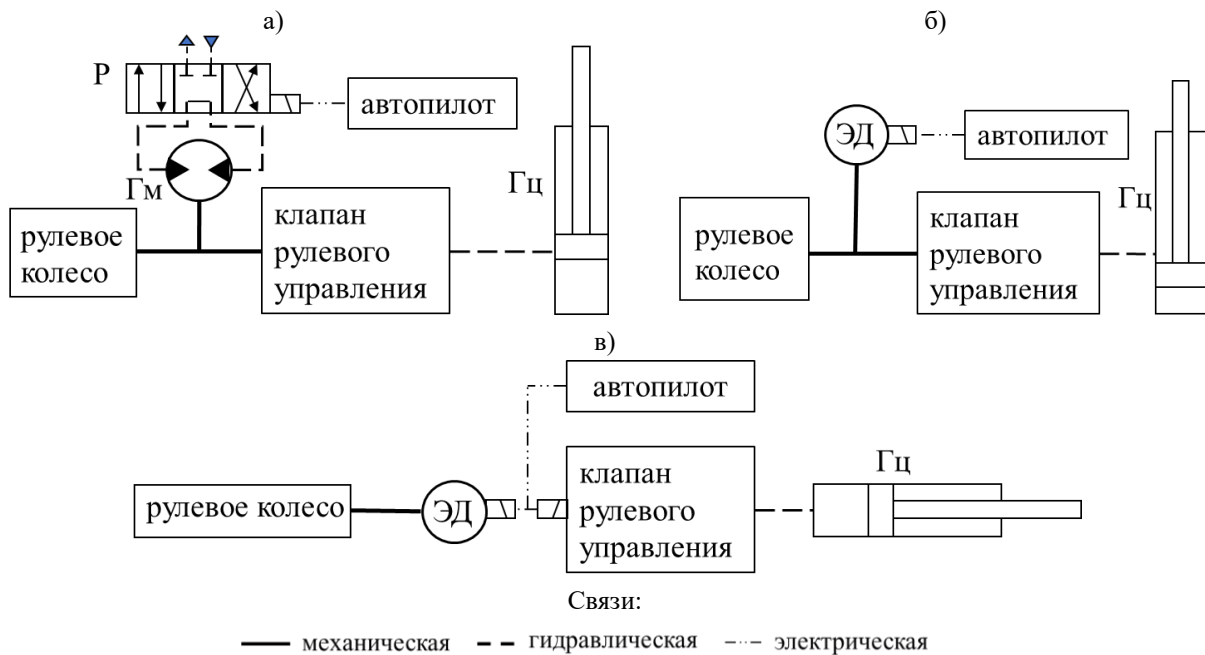 а)
Р
автопилот
Гм
Гц
рулевое
колесо
клапан
рулевого
управления
б)
ЭД
автопилот
Гц
рулевое
колесо
клапан
рулевого
управления
в)
автопилот
рулевое колесо
ЭД
клапан
рулевого
управления
Гц
Связи:
механическая
гидравлическая
электрическая